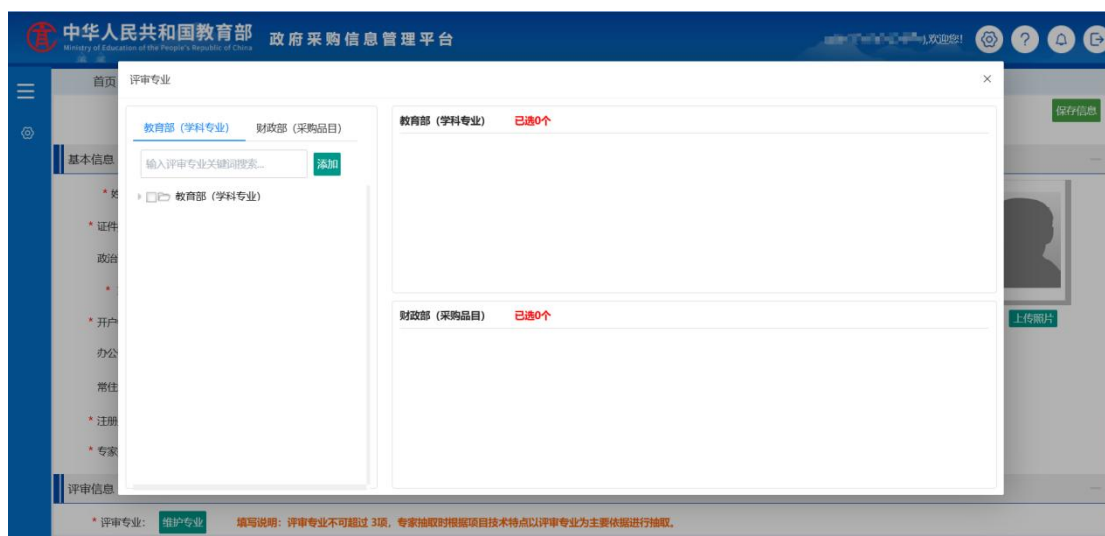 中华人民共和国教育部 政府采购信息管理平台
Ministry of Education of the People's Republic of China
欢迎您!!
首页
评审专业
×
保存信息
教育部（学科专业） 财政部（采购品目）
输入评审专业关键词搜索... 添加
教育部（学科专业）
教育部（学科专业） 已选0个
财政部（采购品目） 已选0个
基本信息
* 姓
* 证件
政治
*
* 开户
办公
常住
* 注册
* 专家
上传照片
评审信息
* 评审专业： 维护专业 填写说明：评审专业不可超过 3项，专家抽取时根据项目技术特点以评审专业为主要依据进行抽取。